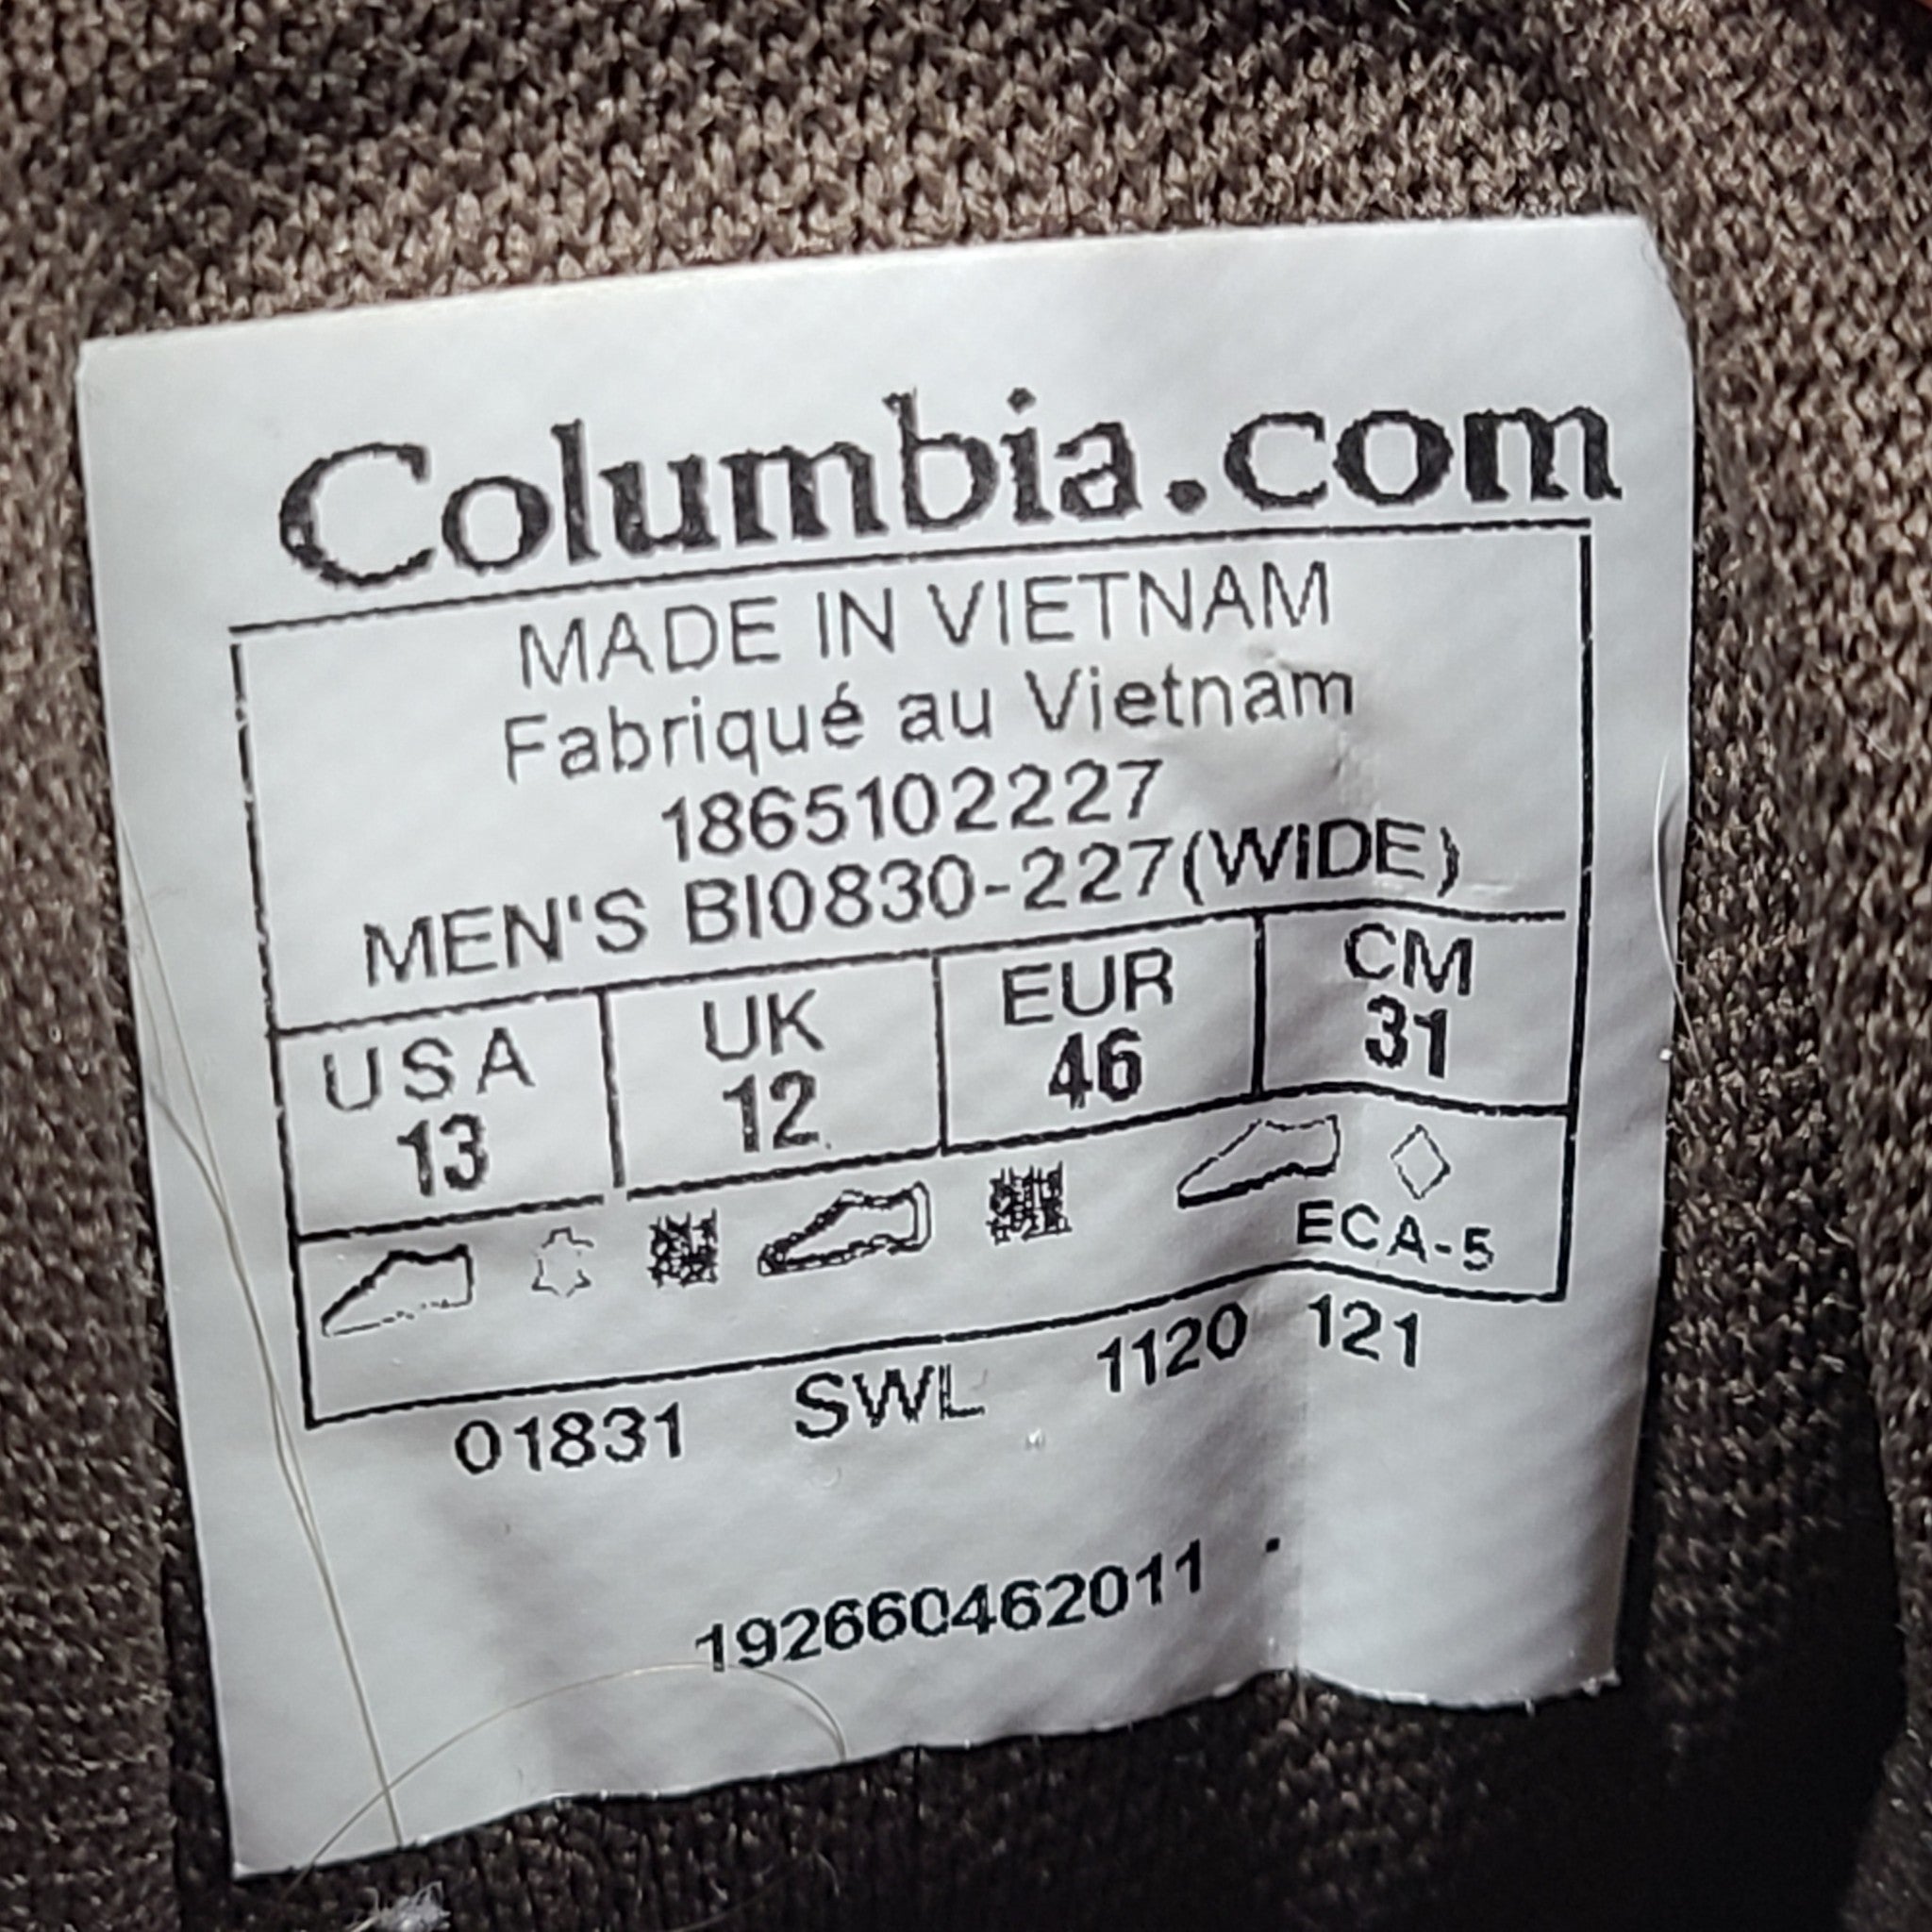 Columbia.com
MADE IN VIETNAM
Fabriqué au Vietnam
1865102227
MEN'S BI0830-227(WIDE)
USA UK EUR CM
13 12 46 31
ECA-5
01831 SWL 1120 121
192660462011